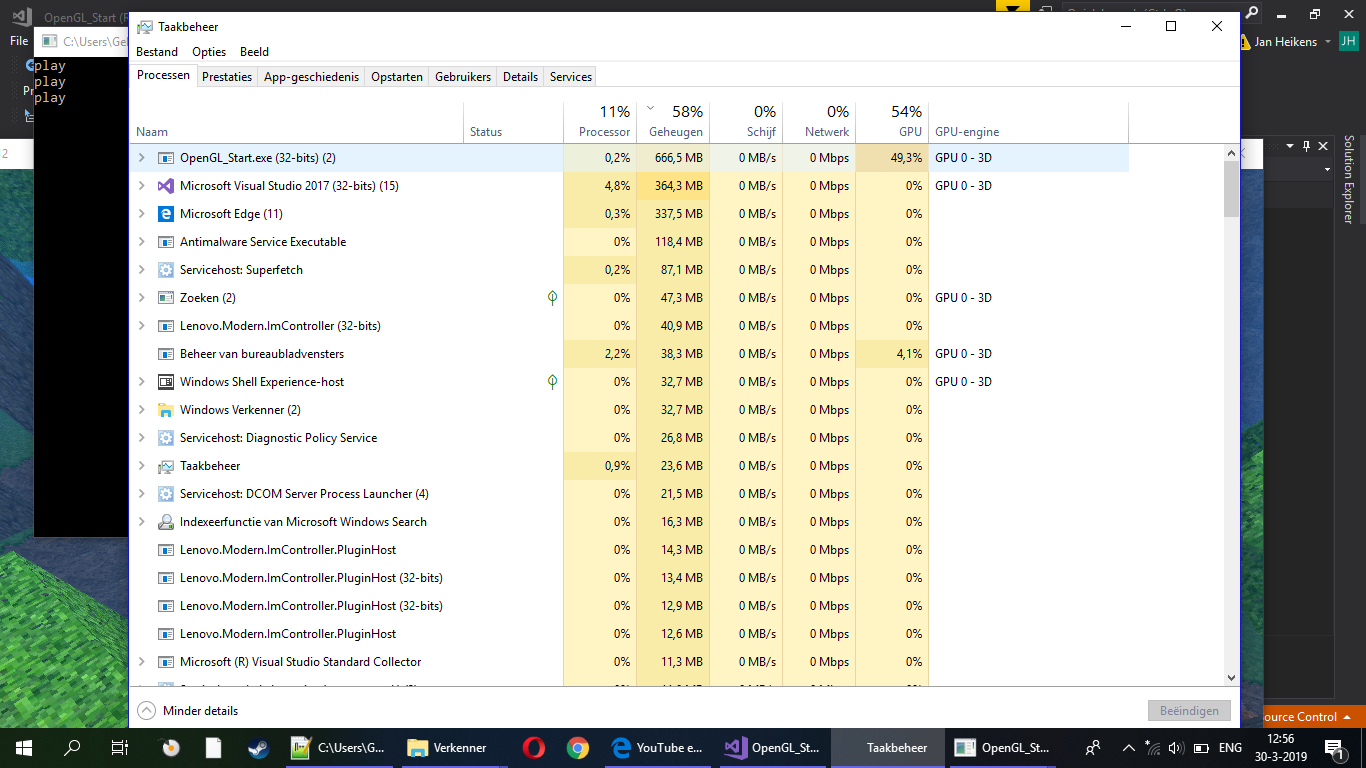 OpenGL_Start (R
Jan Heikens
JH
File
C:\Users\Gel
play
play
play
Taakbeheer
Bestand Opties Beeld
Processen Prestaties App-geschiedenis Opstarten Gebruikers Details Services
11% 58% 0% 0% 54%
Naam Status Processor Geheugen Schijf Netwerk GPU GPU-engine
OpenGL_Start.exe (32-bits) (2) 0,2% 666,5 MB 0 MB/s 0 Mbps 49,3% GPU 0 - 3D
Microsoft Visual Studio 2017 (32-bits) (15) 4,8% 364,3 MB 0 MB/s 0 Mbps 0% GPU 0 - 3D
Microsoft Edge (11) 0,3% 337,5 MB 0 MB/s 0 Mbps 0%
Antimalware Service Executable 0% 118,4 MB 0 MB/s 0 Mbps 0%
Servicehost: Superfetch 0,2% 87,1 MB 0 MB/s 0 Mbps 0%
Zoeken (2) 0% 47,3 MB 0 MB/s 0 Mbps 0% GPU 0 - 3D
Lenovo.Modern.ImController (32-bits) 0% 40,9 MB 0 MB/s 0 Mbps 0%
Beheer van bureaubladvensters 2,2% 38,3 MB 0 MB/s 0 Mbps 4,1% GPU 0 - 3D
Windows Shell Experience-host 0% 32,7 MB 0 MB/s 0 Mbps 0% GPU 0 - 3D
Windows Verkenner (2) 0% 32,7 MB 0 MB/s 0 Mbps 0%
Servicehost: Diagnostic Policy Service 0% 26,8 MB 0 MB/s 0 Mbps 0%
Taakbeheer 0,9% 23,6 MB 0 MB/s 0 Mbps 0%
Servicehost: DCOM Server Process Launcher (4) 0% 21,5 MB 0 MB/s 0 Mbps 0%
Indexeerfunctie van Microsoft Windows Search 0% 16,3 MB 0 MB/s 0 Mbps 0%
Lenovo.Modern.ImController.PluginHost 0% 14,3 MB 0 MB/s 0 Mbps 0%
Lenovo.Modern.ImController.PluginHost (32-bits) 0% 13,4 MB 0 MB/s 0 Mbps 0%
Lenovo.Modern.ImController.PluginHost (32-bits) 0% 12,9 MB 0 MB/s 0 Mbps 0%
Lenovo.Modern.ImController.PluginHost 0% 12,6 MB 0 MB/s 0 Mbps 0%
Microsoft (R) Visual Studio Standard Collector 0% 11,3 MB 0 MB/s 0 Mbps 0%
Minder details
Beëindigen
Solution Explorer
ource Control
C:\Users\G...
Verkenner
YouTube e...
OpenGL_St...
Taakbeheer
OpenGL_St...
ENG
12:56
30-3-2019
1